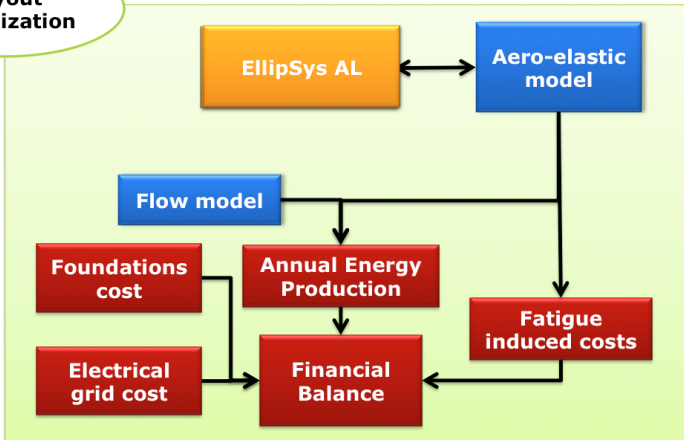 ization
EllipSys AL
Aero-elastic
model
Flow model
Foundations
cost
Annual Energy
Production
Fatigue
induced costs
Electrical
grid cost
Financial
Balance